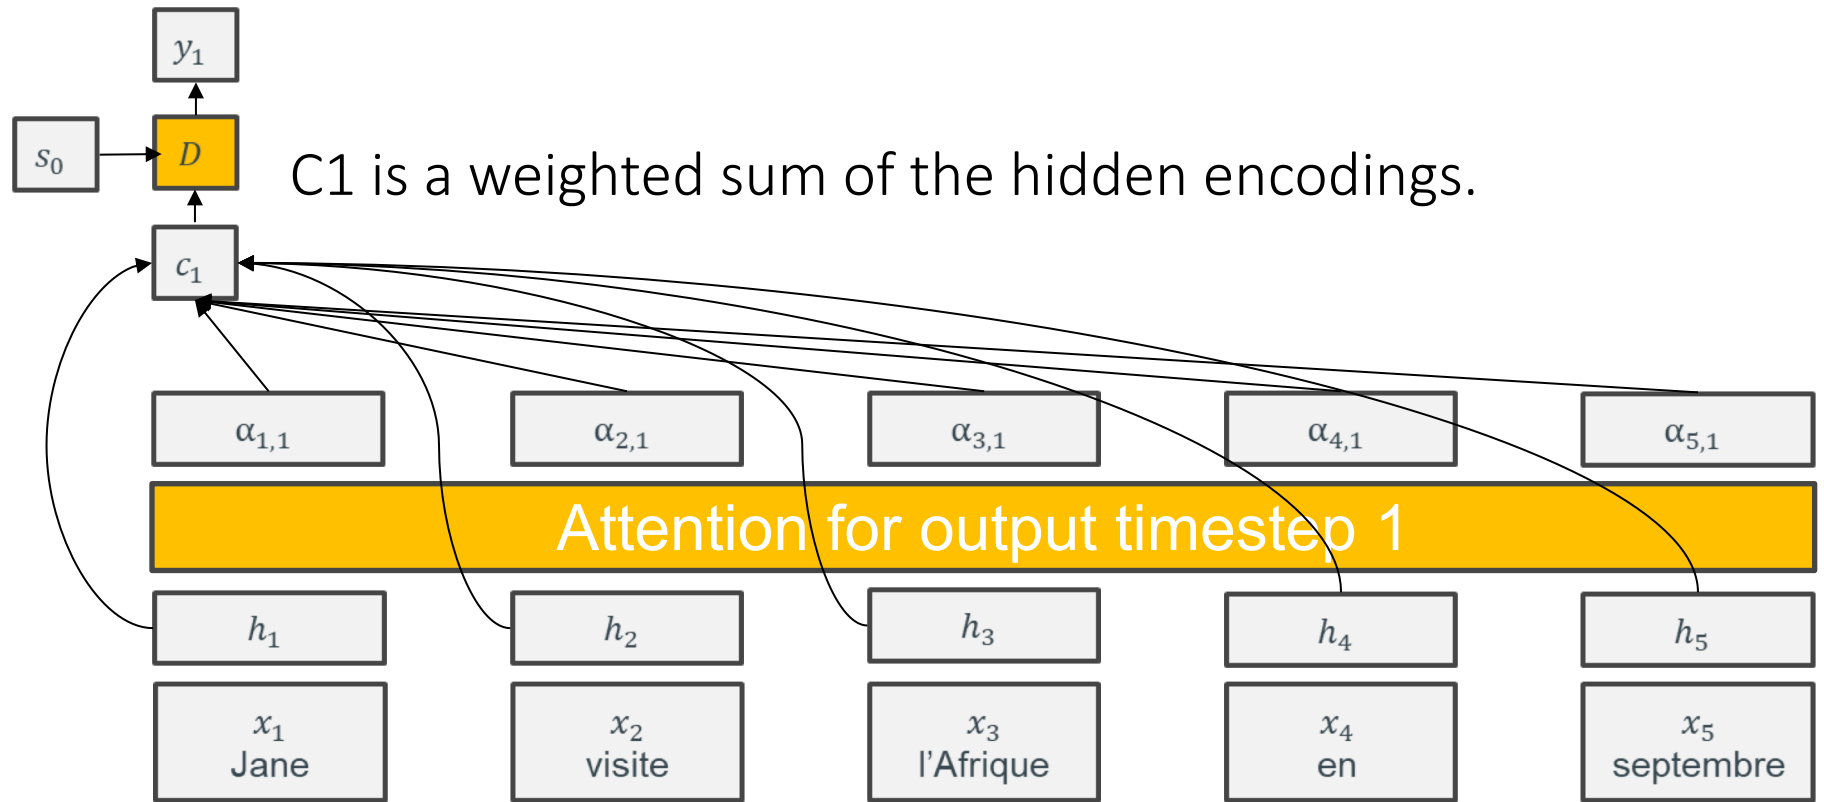 y₁
s₀
D
C1 is a weighted sum of the hidden encodings.
c₁
α₁,₁ α₂,₁ α₃,₁ α₄,₁ α₅,₁
Attention for output timestep 1
h₁ h₂ h₃ h₄ h₅
x₁ x₂ x₃ x₄ x₅
Jane visite l’Afrique en septembre